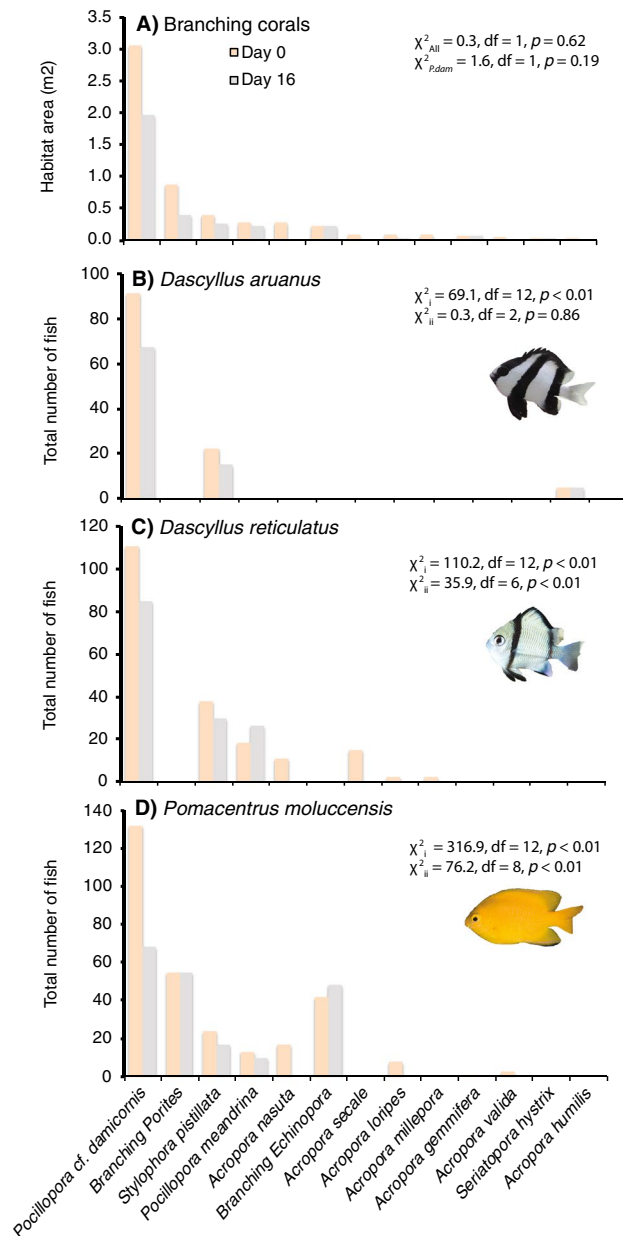 A) Branching corals
Day 0
Day 16
χ²All = 0.3, df = 1, p = 0.62
χ²P.dam = 1.6, df = 1, p = 0.19
Habitat area (m2)
3.5
3.0
2.5
2.0
1.5
1.0
0.5
0.0
B) Dascyllus aruanus
χ²i = 69.1, df = 12, p < 0.01
χ²ii = 0.3, df = 2, p = 0.86
Total number of fish
100
80
60
40
20
0
C) Dascyllus reticulatus
χ²i = 110.2, df = 12, p < 0.01
χ²ii = 35.9, df = 6, p < 0.01
Total number of fish
120
100
80
60
40
20
0
D) Pomacentrus moluccensis
χ²i = 316.9, df = 12, p < 0.01
χ²ii = 76.2, df = 8, p < 0.01
Total number of fish
140
120
100
80
60
40
20
0
Pocillopora cf. damicornis
Branching Porites
Stylophora pistillata
Pocillopora meandrina
Acropora nasuta
Branching Echinopora
Acropora secale
Acropora loripes
Acropora millepora
Acropora gemmifera
Acropora valida
Seriatopora hystrix
Acropora humilis